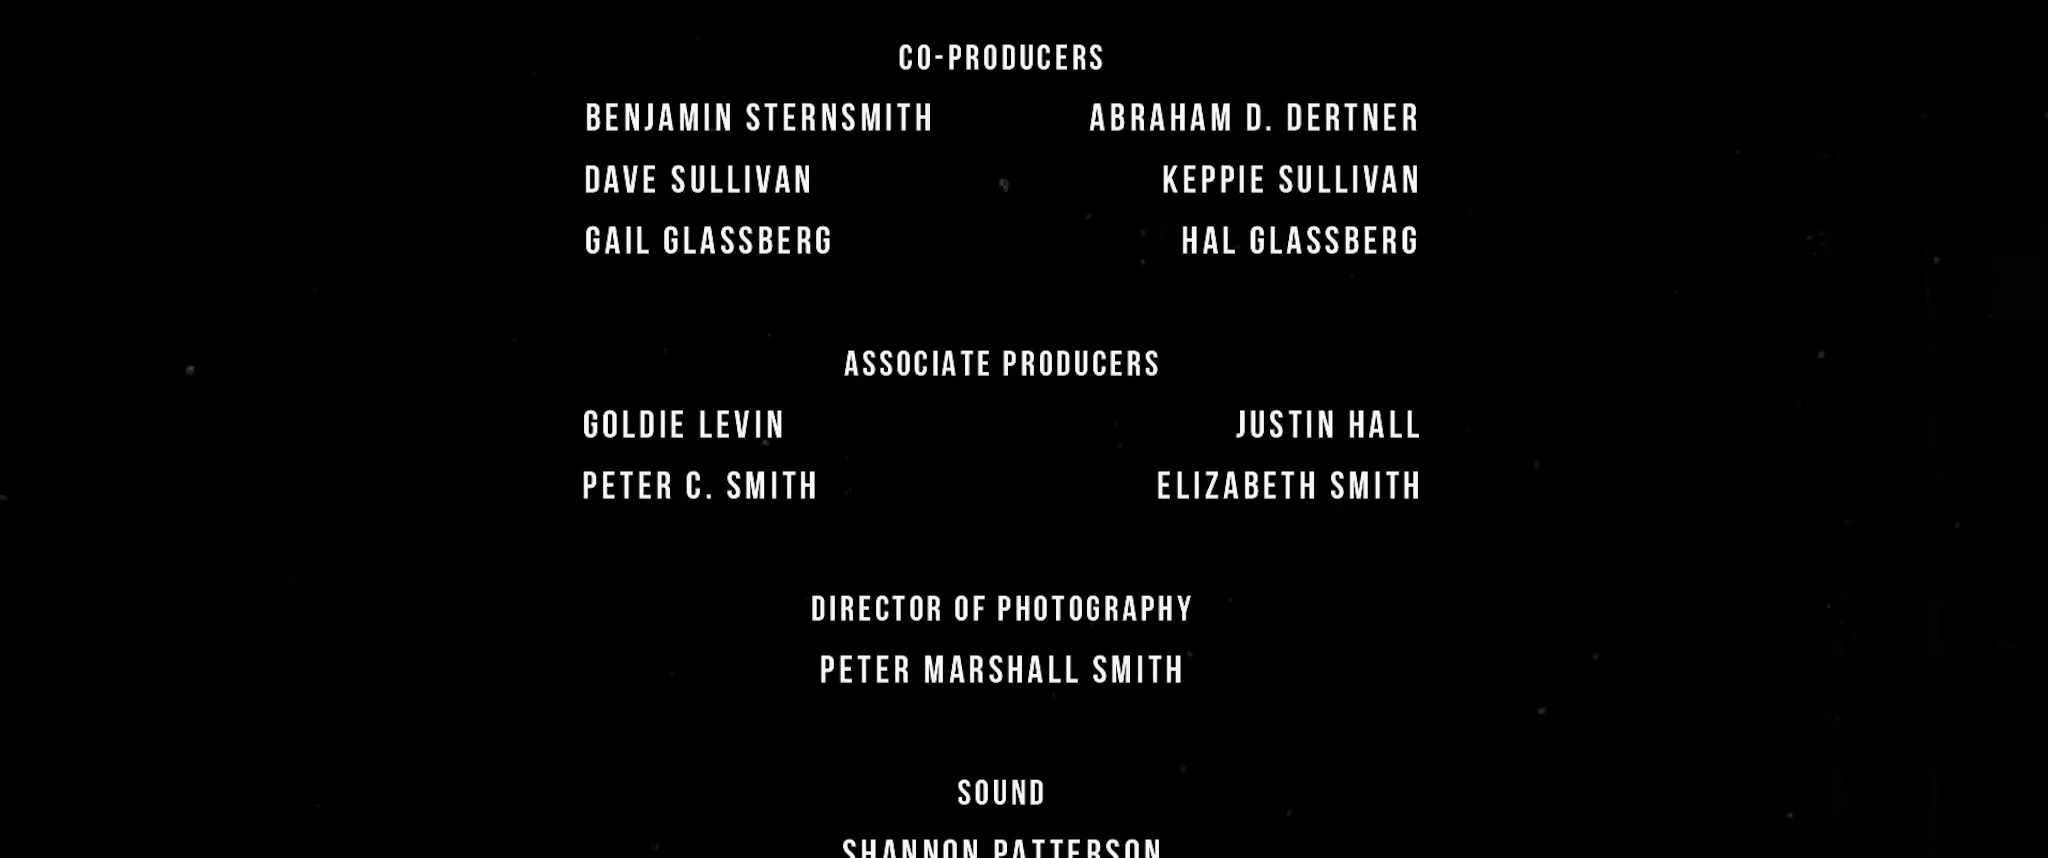 CO-PRODUCERS
BENJAMIN STERNSMITH ABRAHAM D. DERTNER
DAVE SULLIVAN KEPPIE SULLIVAN
GAIL GLASSBERG HAL GLASSBERG
ASSOCIATE PRODUCERS
GOLDIE LEVIN JUSTIN HALL
PETER C. SMITH ELIZABETH SMITH
DIRECTOR OF PHOTOGRAPHY
PETER MARSHALL SMITH
SOUND
SHANNON PATTERSON